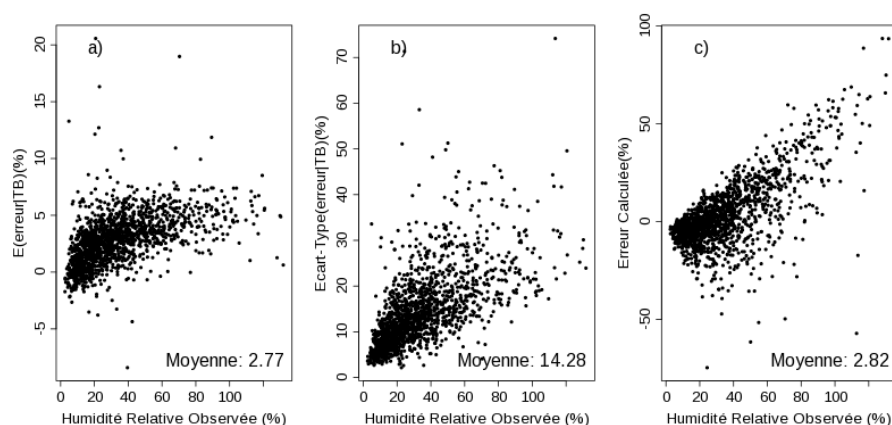 a)
E(erreur|TB)(%)
20
15
10
5
0
-5
Moyenne: 2.77
0 20 40 60 80 100
Humidité Relative Observée (%)
b)
Ecart-Type(erreur|TB)(%)
70
60
50
40
30
20
10
0
Moyenne: 14.28
0 20 40 60 80 100
Humidité Relative Observée (%)
c)
Erreur Calculée(%)
100
50
0
-50
Moyenne: 2.82
0 20 40 60 80 100
Humidité Relative Observée (%)